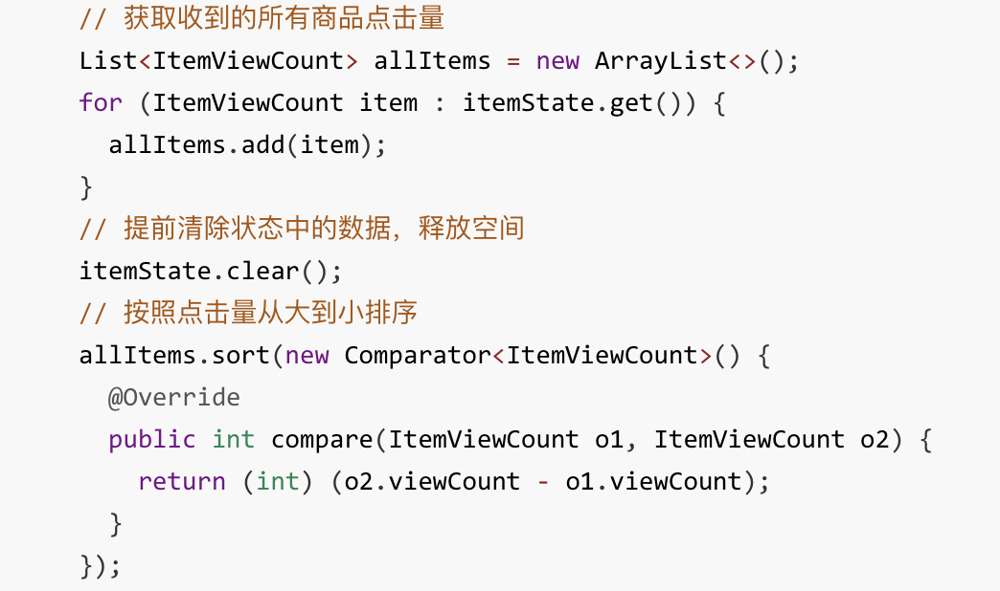 // 获取收到的所有商品点击量
List<ItemViewCount> allItems = new ArrayList<>();
for (ItemViewCount item : itemState.get()) {
  allItems.add(item);
}
// 提前清除状态中的数据，释放空间
itemState.clear();
// 按照点击量从大到小排序
allItems.sort(new Comparator<ItemViewCount>() {
  @Override
  public int compare(ItemViewCount o1, ItemViewCount o2) {
    return (int) (o2.viewCount - o1.viewCount);
  }
});